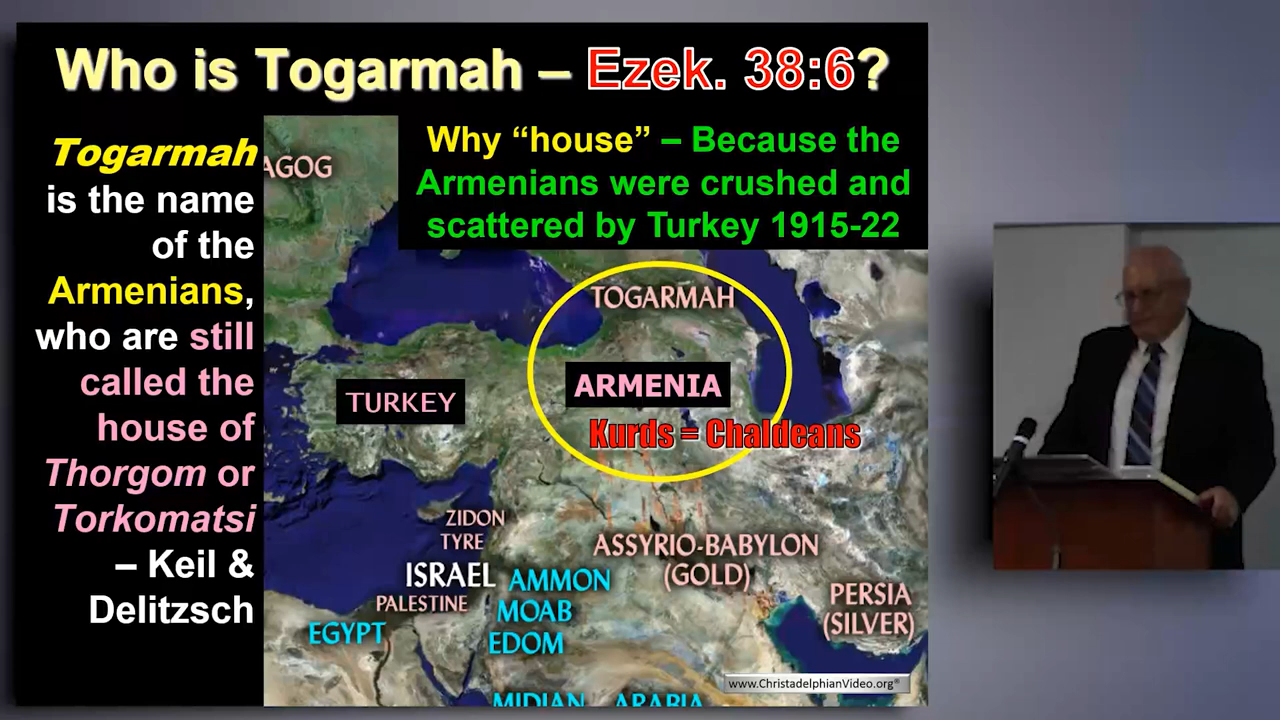 Who is Togarmah – Ezek. 38:6?
Togarmah
is the name
of the
Armenians,
who are still
called the
house of
Thorgom or
Torkomatsi
– Keil &
Delitzsch
Why “house” – Because the
Armenians were crushed and
scattered by Turkey 1915-22
AGOG
TOGARMAH
ARMENIA
TURKEY
Kurds = Chaldeans
ZIDON
TYRE
ASSYRIO-BABYLON
(GOLD)
ISRAEL
AMMON
PALESTINE
MOAB
PERSIA
(SILVER)
EGYPT
EDOM
MIDIAN
ARABIA
www.ChristadelphianVideo.org®